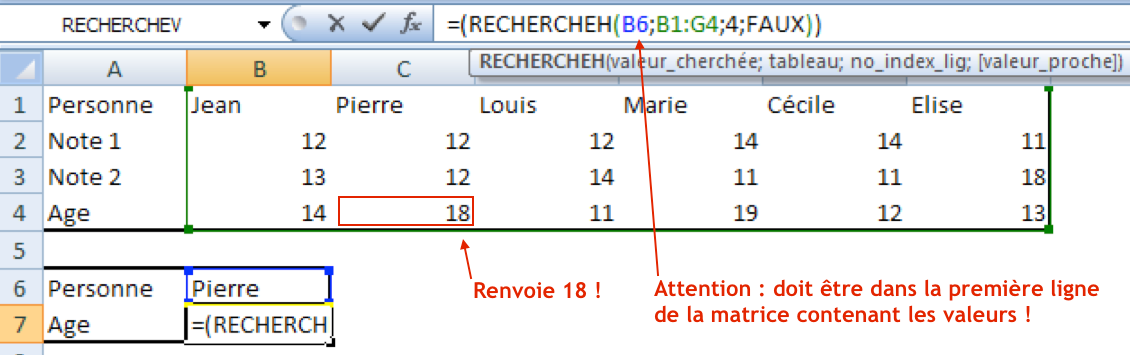 RECHERCHEV fx =(RECHERCHEH(B6;B1:G4;4;FAUX))
RECHERCHEH(valeur_cherchée; tableau; no_index_lig; [valeur_proche])
A B C
1 Personne Jean Pierre Louis Marie Cécile Elise
2 Note 1 12 12 12 14 14 11
3 Note 2 13 12 14 11 11 18
4 Age 14 18 11 19 12 13
5
6 Personne Pierre
7 Age =(RECHERCH
Renvoie 18 !
Attention : doit être dans la première ligne
de la matrice contenant les valeurs !